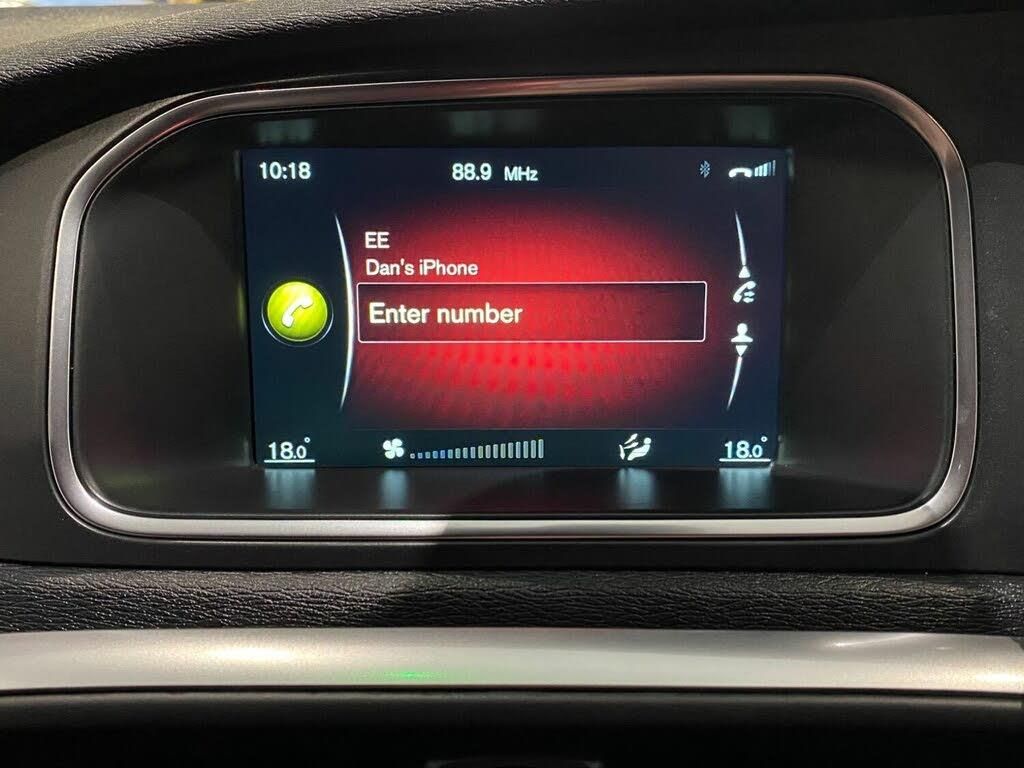 10:18
88.9 MHz
EE
Dan's iPhone
Enter number
18.0°
18.0°